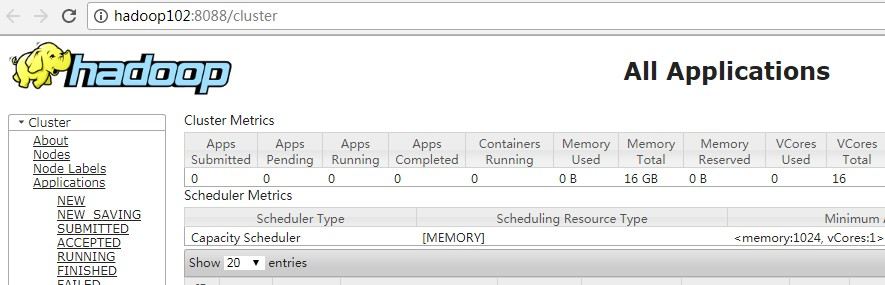 hadoop102:8088/cluster
hadoop
All Applications
Cluster
About
Nodes
Node Labels
Applications
NEW
NEW_SAVING
SUBMITTED
ACCEPTED
RUNNING
FINISHED
FAILED
Cluster Metrics
Apps Submitted Apps Pending Apps Running Apps Completed Containers Running Memory Used Memory Total Memory Reserved VCores Used VCores Total
0 0 0 0 0 0 B 16 GB 0 B 0 16
Scheduler Metrics
Scheduler Type Scheduling Resource Type Minimum
Capacity Scheduler [MEMORY] <memory:1024, vCores:1>
Show 20 entries